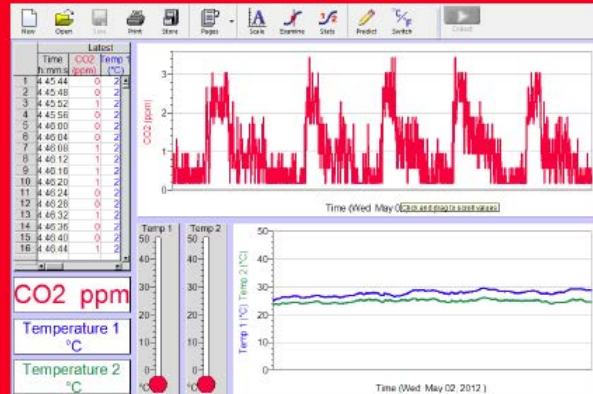 New Open Save Print Store Pages Scale Examine Stats Predict Switch Collect
Latest
Time CO2 Temp 1
h:mm:s (ppm) (°C)
1 4:45:44 0 2
2 4:45:48 0 2
3 4:45:52 1 2
4 4:45:56 0 2
5 4:46:00 0 2
6 4:46:04 0 2
7 4:46:08 1 2
8 4:46:12 1 2
9 4:46:16 1 2
10 4:46:20 1 2
11 4:46:24 0 2
12 4:46:28 0 2
13 4:46:32 1 2
14 4:46:36 0 2
15 4:46:40 0 2
16 4:46:44 1 2
CO2 (ppm)
3
2
1
0
Time (Wed May 0
Click and drag to scroll values
CO2 ppm
Temperature 1
°C
Temperature 2
°C
Temp 1
50
40
30
20
10
0
°C
Temp 2
50
40
30
20
10
0
°C
Temp 1 (°C) Temp 2 (°C)
50
40
30
20
10
0
Time (Wed May 02, 2012 )